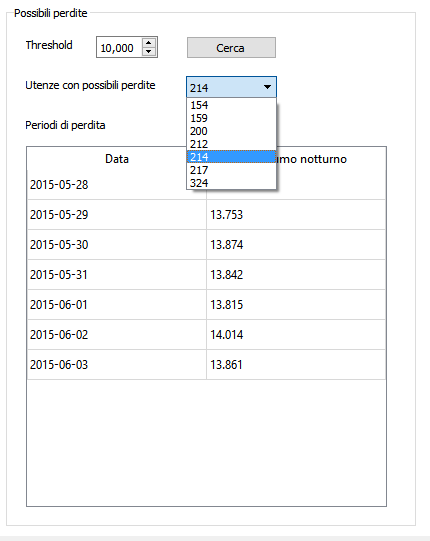 Possibili perdite
Threshold 10,000 Cerca
Utenze con possibili perdite 214
154
159
200
212
214
217
324
Periodi di perdita
Data umo notturno
2015-05-28
2015-05-29 13.753
2015-05-30 13.874
2015-05-31 13.842
2015-06-01 13.815
2015-06-02 14.014
2015-06-03 13.861